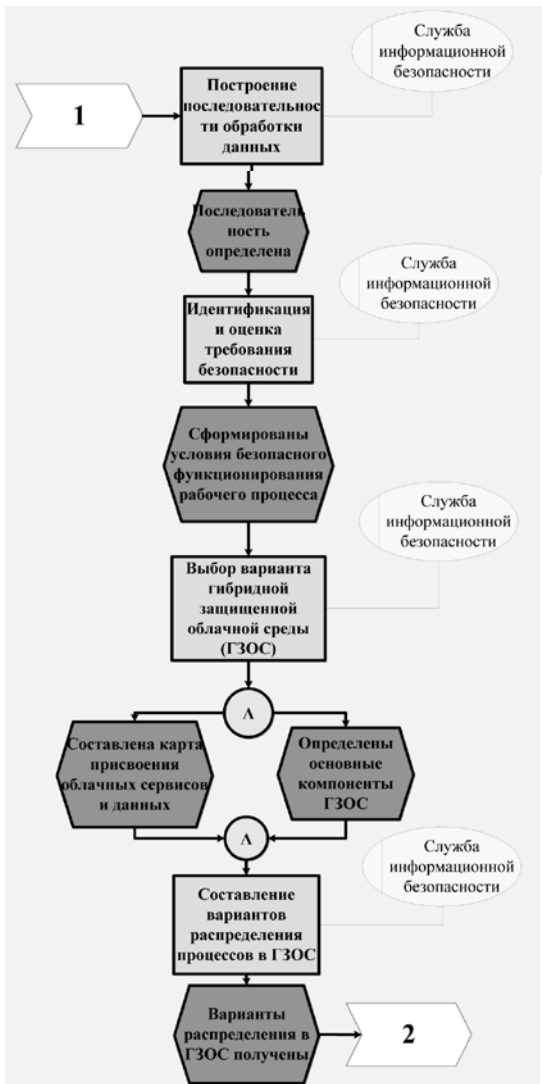 Служба
информационной
безопасности
1
Построение
последовательнос
ти обработки
данных
Последователь
ность
определена
Служба
информационной
безопасности
Идентификация
и оценка
требования
безопасности
Сформированы
условия безопасного
функционирования
рабочего процесса
Служба
информационной
безопасности
Выбор варианта
гибридной
защищенной
облачной среды
(ГЗОС)
Λ
Составлена карта
присвоения
облачных сервисов
и данных
Определены
основные
компоненты
ГЗОС
Λ
Служба
информационной
безопасности
Составление
вариантов
распределения
процессов в ГЗОС
Варианты
распределения в
ГЗОС получены
2